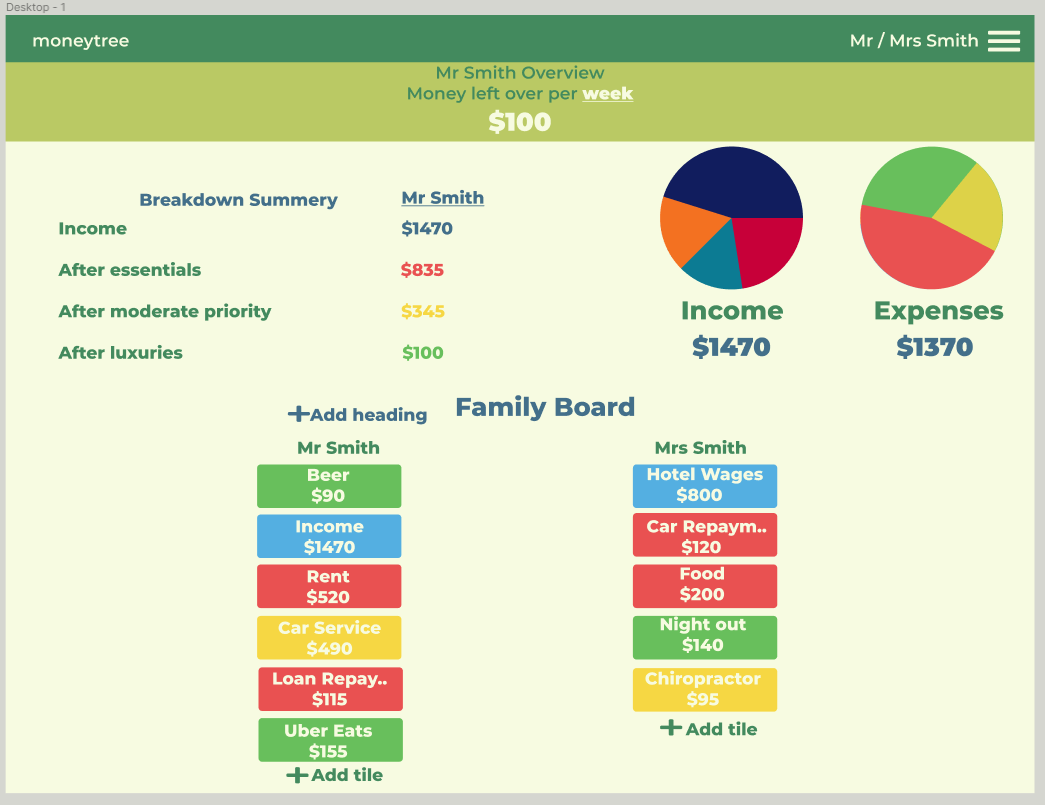 Desktop - 1
moneytree
Mr / Mrs Smith
Mr Smith Overview
Money left over per week
$100
Breakdown Summery
Mr Smith
Income
$1470
After essentials
$835
After moderate priority
$345
After luxuries
$100
Income
$1470
Expenses
$1370
Family Board
Add heading
Mr Smith
Beer
$90
Income
$1470
Rent
$520
Car Service
$490
Loan Repay..
$115
Uber Eats
$155
Add tile
Mrs Smith
Hotel Wages
$800
Car Repaym..
$120
Food
$200
Night out
$140
Chiropractor
$95
Add tile